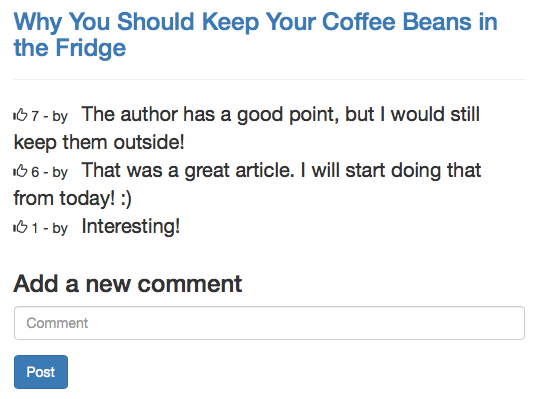 Why You Should Keep Your Coffee Beans in
the Fridge
7 - by The author has a good point, but I would still
keep them outside!
6 - by That was a great article. I will start doing that
from today! :)
1 - by Interesting!
Add a new comment
Comment
Post